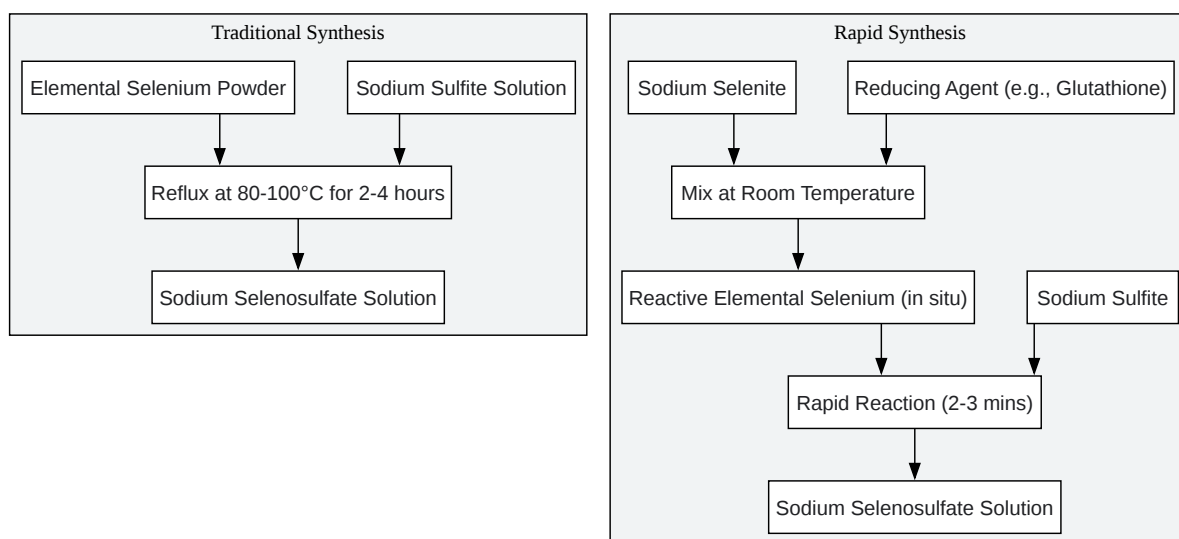 Traditional Synthesis
Elemental Selenium Powder
Sodium Sulfite Solution
Reflux at 80-100°C for 2-4 hours
Sodium Selenosulfate Solution
Rapid Synthesis
Sodium Selenite
Reducing Agent (e.g., Glutathione)
Mix at Room Temperature
Reactive Elemental Selenium (in situ)
Sodium Sulfite
Rapid Reaction (2-3 mins)
Sodium Selenosulfate Solution